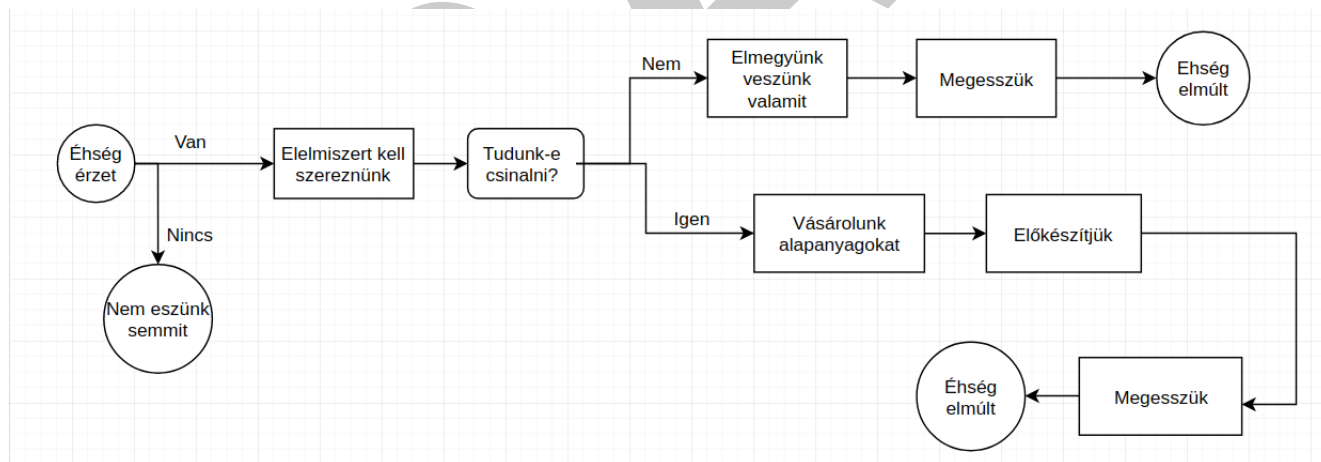 Éhség
érzet
Van
Nincs
Nem eszünk
semmit
Elelmiszert kell
szereznünk
Tudunk-e
csinalni?
Nem
Elmegyünk
veszünk
valamit
Megesszük
Ehség
elmúlt
Igen
Vásárolunk
alapanyagokat
Előkészítjük
Megesszük
Éhség
elmúlt